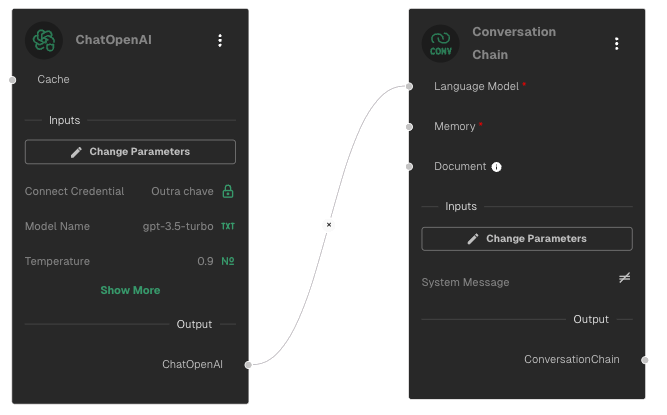 ChatOpenAI
Cache
Inputs
Change Parameters
Connect Credential Outra chave
Model Name gpt-3.5-turbo TXT
Temperature 0.9 Nº
Show More
Output
ChatOpenAI
CONV
Conversation
Chain
Language Model *
Memory *
Document i
Inputs
Change Parameters
System Message
Output
ConversationChain